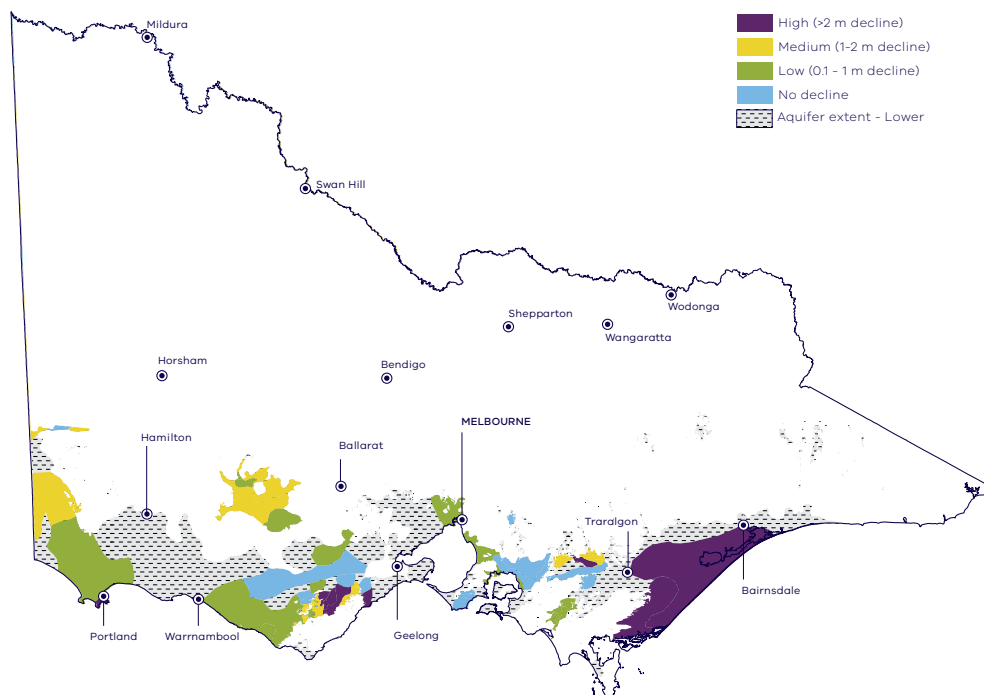 High (>2 m decline)
Medium (1-2 m decline)
Low (0.1 - 1 m decline)
No decline
Aquifer extent - Lower
Mildura
Swan Hill
Wodonga
Shepparton
Wangaratta
Horsham
Bendigo
MELBOURNE
Hamilton
Ballarat
Traralgon
Bairnsdale
Portland
Warrnambool
Geelong